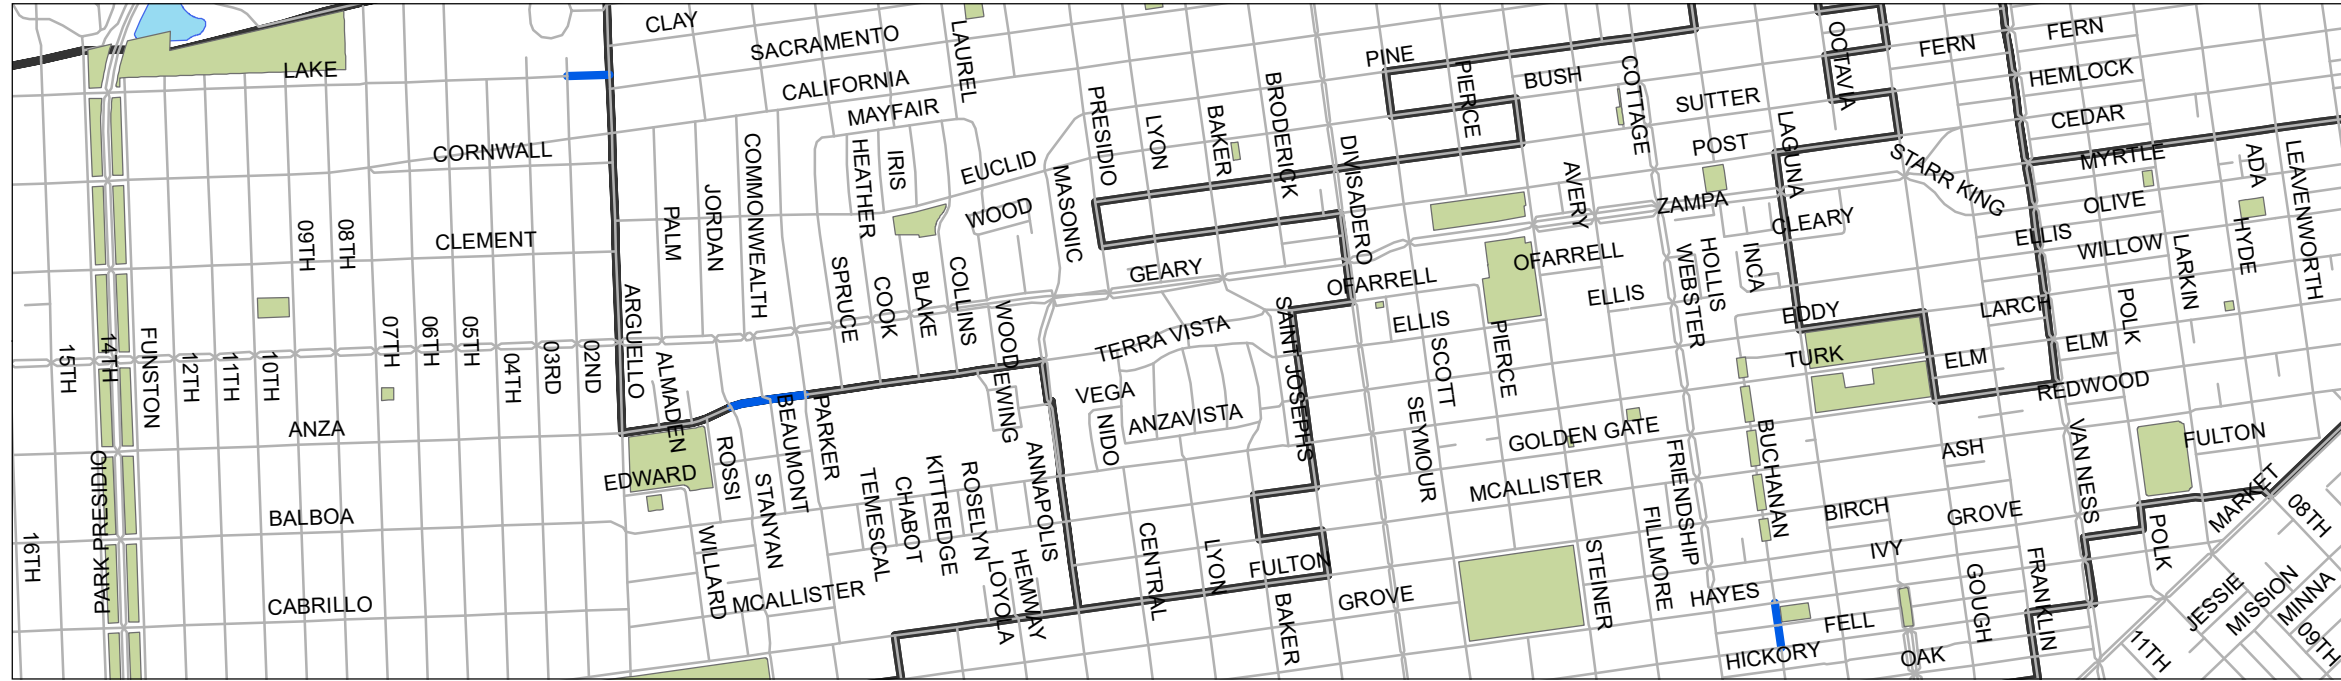 CLAY
SACRAMENTO
CALIFORNIA
MAYFAIR
LAUREL
LAKE
CORNWALL
CLEMENT
09TH
08TH
PALM
JORDAN
COMMONWEALTH
HEATHER
IRIS
EUCLID
WOOD
MASONIC
PRESIDIO
LYON
BAKER
BRODERICK
DIVISADERO
PINE
PIERCE
BUSH
COTTAGE
SUTTER
POST
AVERY
ZAMPA
LAGUNA
OCTAVIA
FERN
FERN
HEMLOCK
CEDAR
MYRTLE
STARR KING
CLEARY
OLIVE
ELLIS
WILLOW
ADA
HYDE
LEAVENWORTH
LARKIN
POLK
LARCH
ELM
ELM
REDWOOD
EDDY
TURK
INCA
HOLLIS
WEBSTER
OFARRELL
OFARRELL
ELLIS
ELLIS
GEARY
TERRA VISTA
SAINT JOSEPHS
SPRUCE
COOK
BLAKE
COLLINS
WOOD
EWING
VEGA
NIDO
ANZAVISTA
SCOTT
PIERCE
SEYMOUR
GOLDEN GATE
MCALLISTER
BUCHANAN
FRIENDSHIP
FILLMORE
STEINER
ARGUELLO
ALMADEN
02ND
03RD
04TH
05TH
06TH
07TH
10TH
11TH
12TH
FUNSTON
14TH
15TH
16TH
PARK PRESIDIO
ANZA
BALBOA
CABRILLO
EDWARD
ROSSI
STANYAN
BEAUMONT
PARKER
WILLARD
MCALLISTER
TEMESCAL
CHABOT
KITTREDGE
ROSELYN
LOYOLA
HEMWAY
ANNAPOLIS
CENTRAL
LYON
FULTON
BAKER
GROVE
HAYES
HICKORY
FELL
OAK
IVY
BIRCH
GROVE
ASH
GOUGH
FRANKLIN
VAN NESS
FULTON
MARKET
POLK
JESSIE
MISSION
MINNA
08TH
09TH
11TH